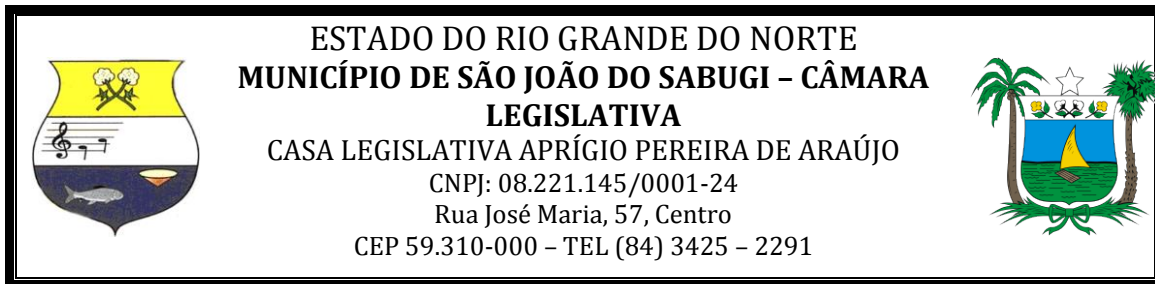 ESTADO DO RIO GRANDE DO NORTE
MUNICÍPIO DE SÃO JOÃO DO SABUGI – CÂMARA
LEGISLATIVA
CASA LEGISLATIVA APRÍGIO PEREIRA DE ARAÚJO
CNPJ: 08.221.145/0001-24
Rua José Maria, 57, Centro
CEP 59.310-000 – TEL (84) 3425 – 2291